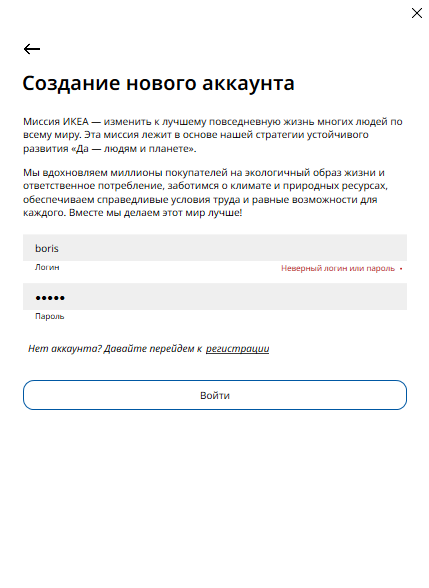 Создание нового аккаунта
Миссия ИКЕА — изменить к лучшему повседневную жизнь многих людей по
всему миру. Эта миссия лежит в основе нашей стратегии устойчивого
развития «Да — людям и планете».
Мы вдохновляем миллионы покупателей на экологичный образ жизни и
ответственное потребление, заботимся о климате и природных ресурсах,
обеспечиваем справедливые условия труда и равные возможности для
каждого. Вместе мы делаем этот мир лучше!
boris
Логин
Неверный логин или пароль •
•••••
Пароль
Нет аккаунта? Давайте перейдем к регистрации
Войти